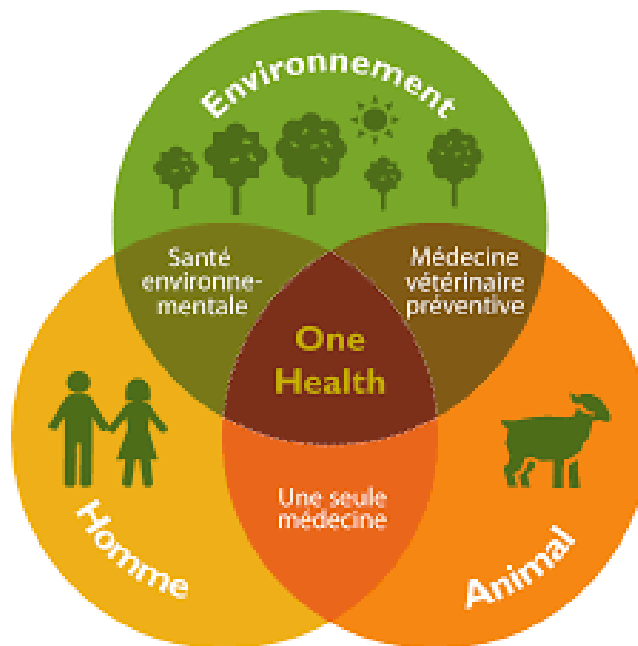 Environnement
Santé
environne-
mentale
Médecine
vétérinaire
préventive
One
Health
Une seule
médecine
Homme
Animal